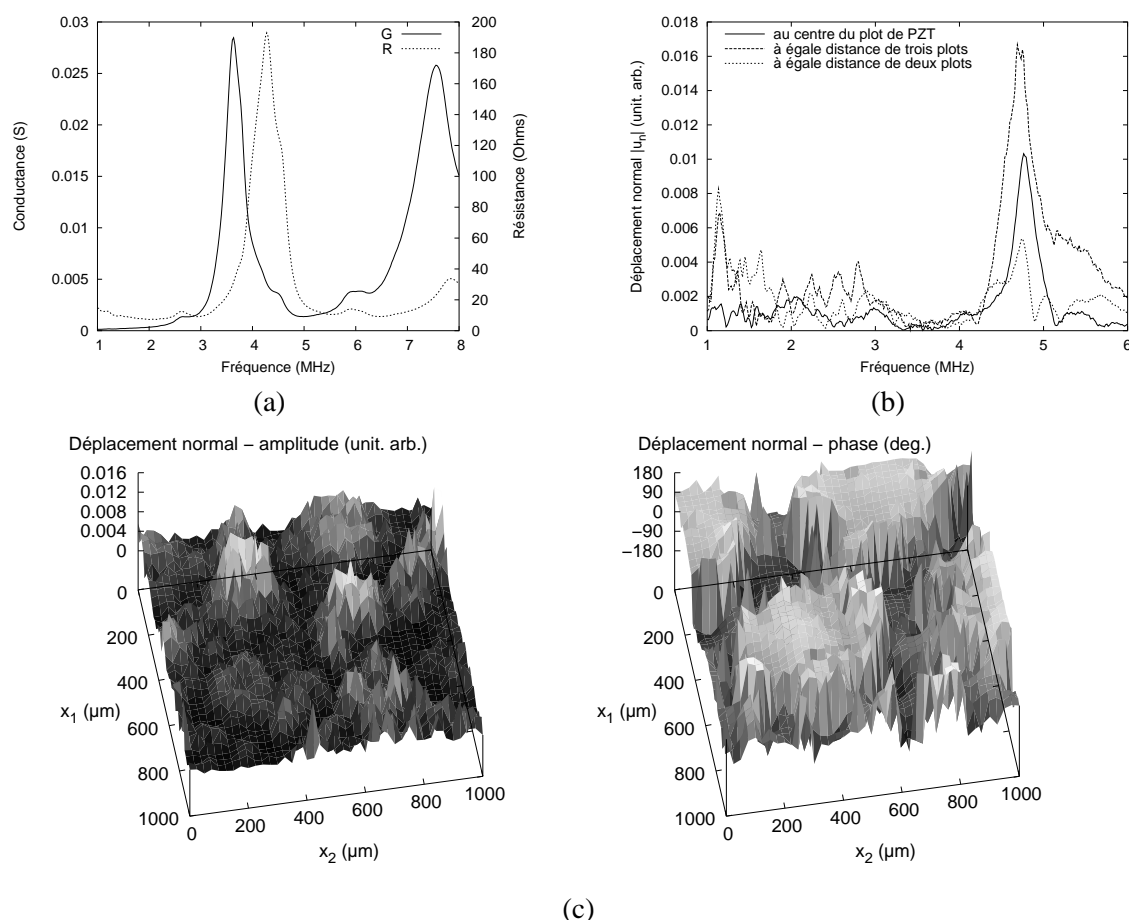 0.03
0.025
0.02
0.015
0.01
0.005
0
Conductance (S)
1 2 3 4 5 6 7 8
Fréquence (MHz)
200
180
160
140
120
100
80
60
40
20
0
Résistance (Ohms)
G
R
(a)
0.018
0.016
0.014
0.012
0.01
0.008
0.006
0.004
0.002
0
Déplacement normal |u_n| (unit. arb.)
1 2 3 4 5 6
Fréquence (MHz)
au centre du plot de PZT
à égale distance de trois plots
à égale distance de deux plots
(b)
Déplacement normal – amplitude (unit. arb.)
0.016
0.012
0.008
0.004
0
0
200
400
600
800
1000
x_1 (µm)
0 200 400 600 800 1000
x_2 (µm)
Déplacement normal – phase (deg.)
180
90
0
−90
−180
0
200
400
600
800
1000
x_1 (µm)
0 200 400 600 800 1000
x_2 (µm)
(c)